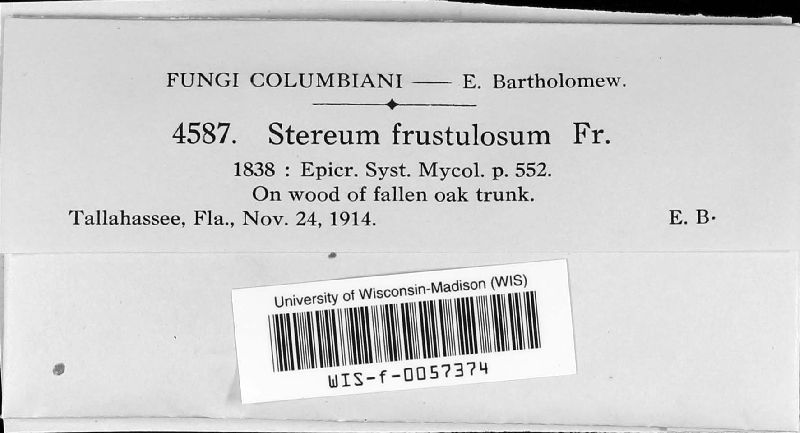 FUNGI COLUMBIANI — E. Bartholomew.
4587. Stereum frustulosum Fr.
1838 : Epicr. Syst. Mycol. p. 552.
On wood of fallen oak trunk.
Tallahassee, Fla., Nov. 24, 1914. E. B.
University of Wisconsin-Madison (WIS)
WIS-f-0057374